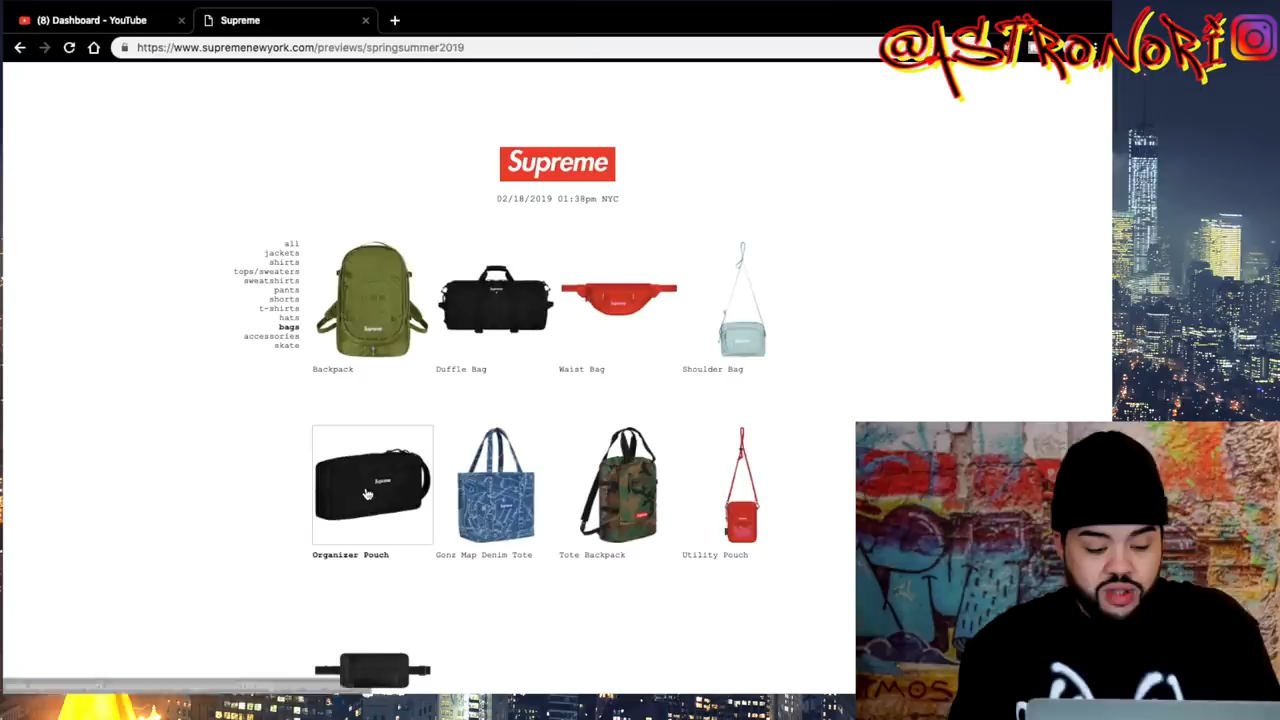 (8) Dashboard - YouTube
Supreme
@ASTRO.NORI
https://www.supremenewyork.com/previews/springsummer2019
Supreme
02/18/2019 01:38pm NYC
all
jackets
shirts
tops/sweaters
sweatshirts
pants
shorts
t-shirts
hats
bags
accessories
skate
Backpack
Duffle Bag
Waist Bag
Shoulder Bag
Organizer Pouch
Gonz Map Denim Tote
Tote Backpack
Utility Pouch